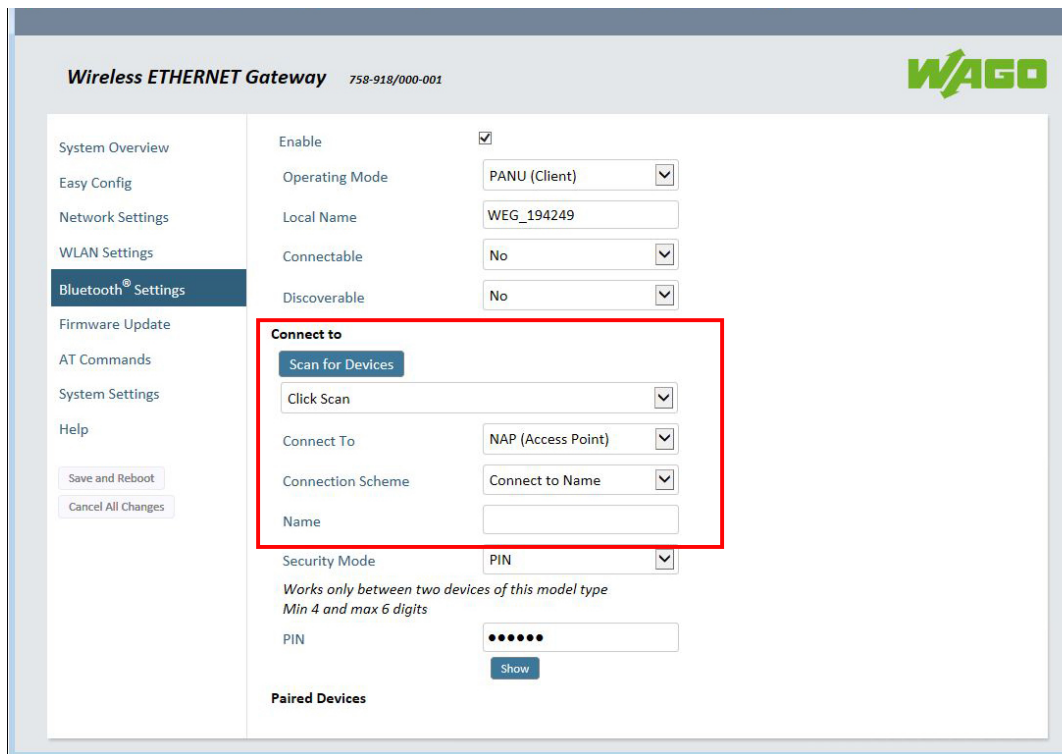 Wireless ETHERNET Gateway 758-918/000-001
WAGO
System Overview
Easy Config
Network Settings
WLAN Settings
Bluetooth® Settings
Firmware Update
AT Commands
System Settings
Help
Save and Reboot
Cancel All Changes
Enable
Operating Mode PANU (Client)
Local Name WEG_194249
Connectable No
Discoverable No
Connect to
Scan for Devices
Click Scan
Connect To NAP (Access Point)
Connection Scheme Connect to Name
Name
Security Mode PIN
Works only between two devices of this model type
Min 4 and max 6 digits
PIN ●●●●●●
Show
Paired Devices